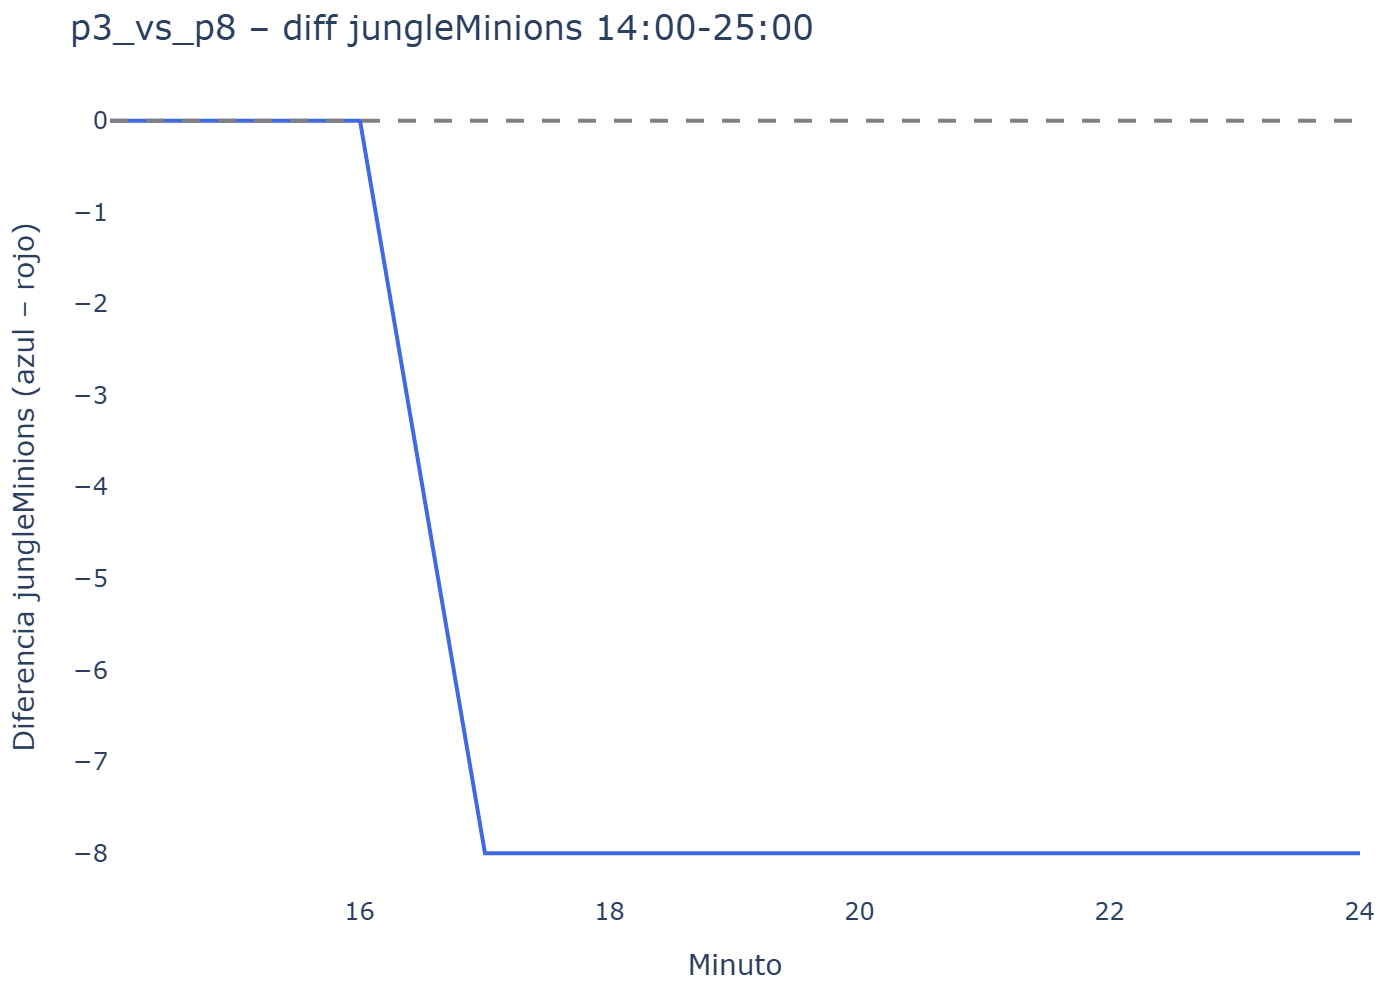 p3_vs_p8 – diff jungleMinions 14:00-25:00
Diferencia jungleMinions (azul – rojo)
0
−1
−2
−3
−4
−5
−6
−7
−8
16 18 20 22 24
Minuto